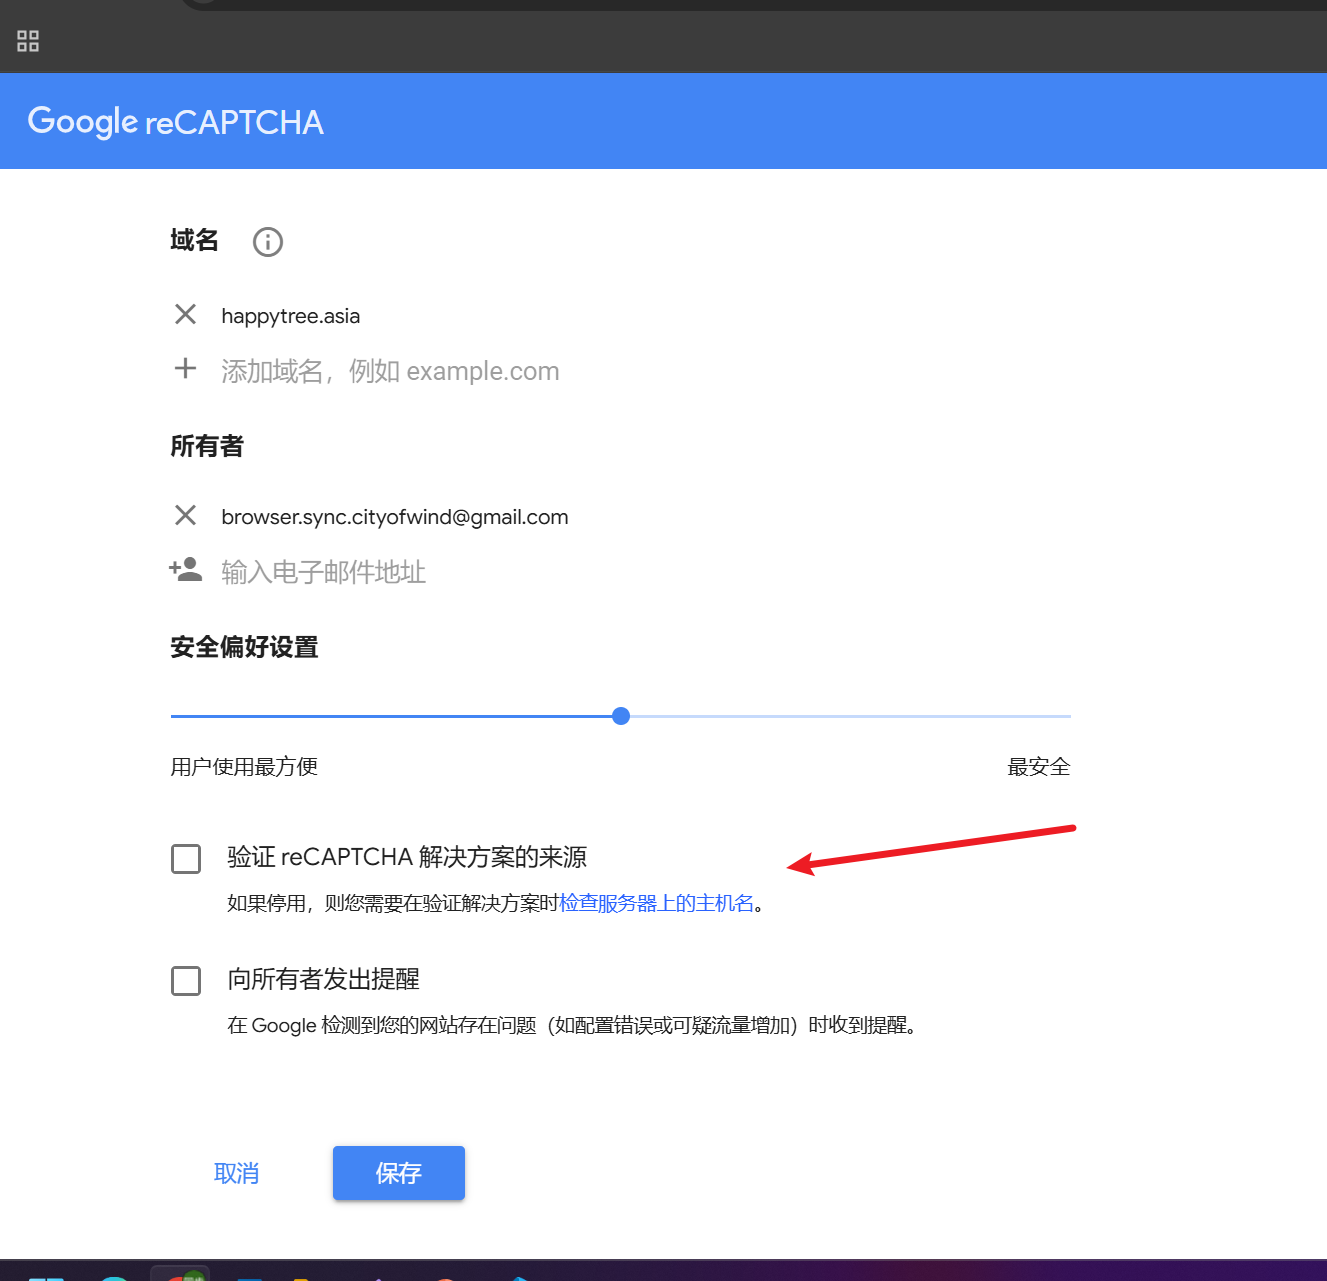 Google reCAPTCHA
域名
happytree.asia
添加域名，例如 example.com
所有者
browser.sync.cityofwind@gmail.com
输入电子邮件地址
安全偏好设置
用户使用最方便
最安全
验证 reCAPTCHA 解决方案的来源
如果停用，则您需要在验证解决方案时检查服务器上的主机名。
向所有者发出提醒
在 Google 检测到您的网站存在问题（如配置错误或可疑流量增加）时收到提醒。
取消
保存